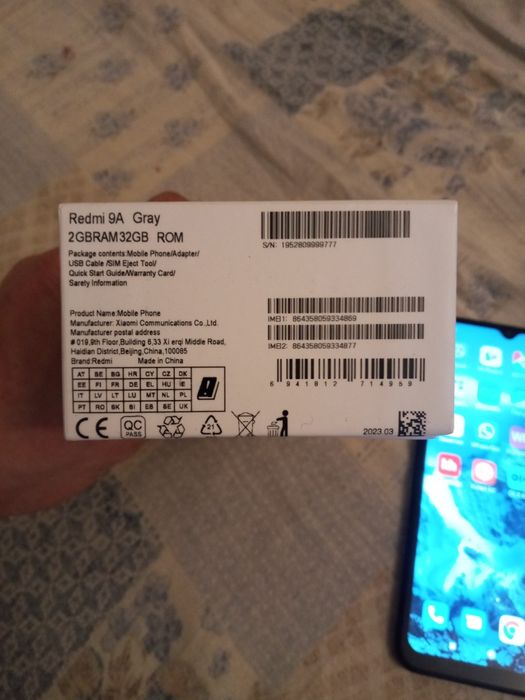 Redmi 9A Gray
2GBRAM32GB ROM
Package contents:Mobile Phone/Adapter/
USB Cable /SIM Eject Tool/
Quick Start Guide/Warranty Card/
Sarety Information
S/N: 1952809999777
Product Name:Mobile Phone
Manufacturer: Xiaomi Communications Co.,Ltd.
Manufacturer postal address
# 019,9th Floor,Building 6,33 Xi erqi Middle Road,
Haidian District,Beijing,China,100085
Brand:Redmi Made in China
IMB1: 864358059334869
IMB2: 864358059334877
6 941812 714959
AT BE BG HR CY CZ DK
EE FI FR DE EL HU IE
IT LV LT LU MT NL PL
PT RO SK BI EB SE UK
CE QC PASS 21
2023.03